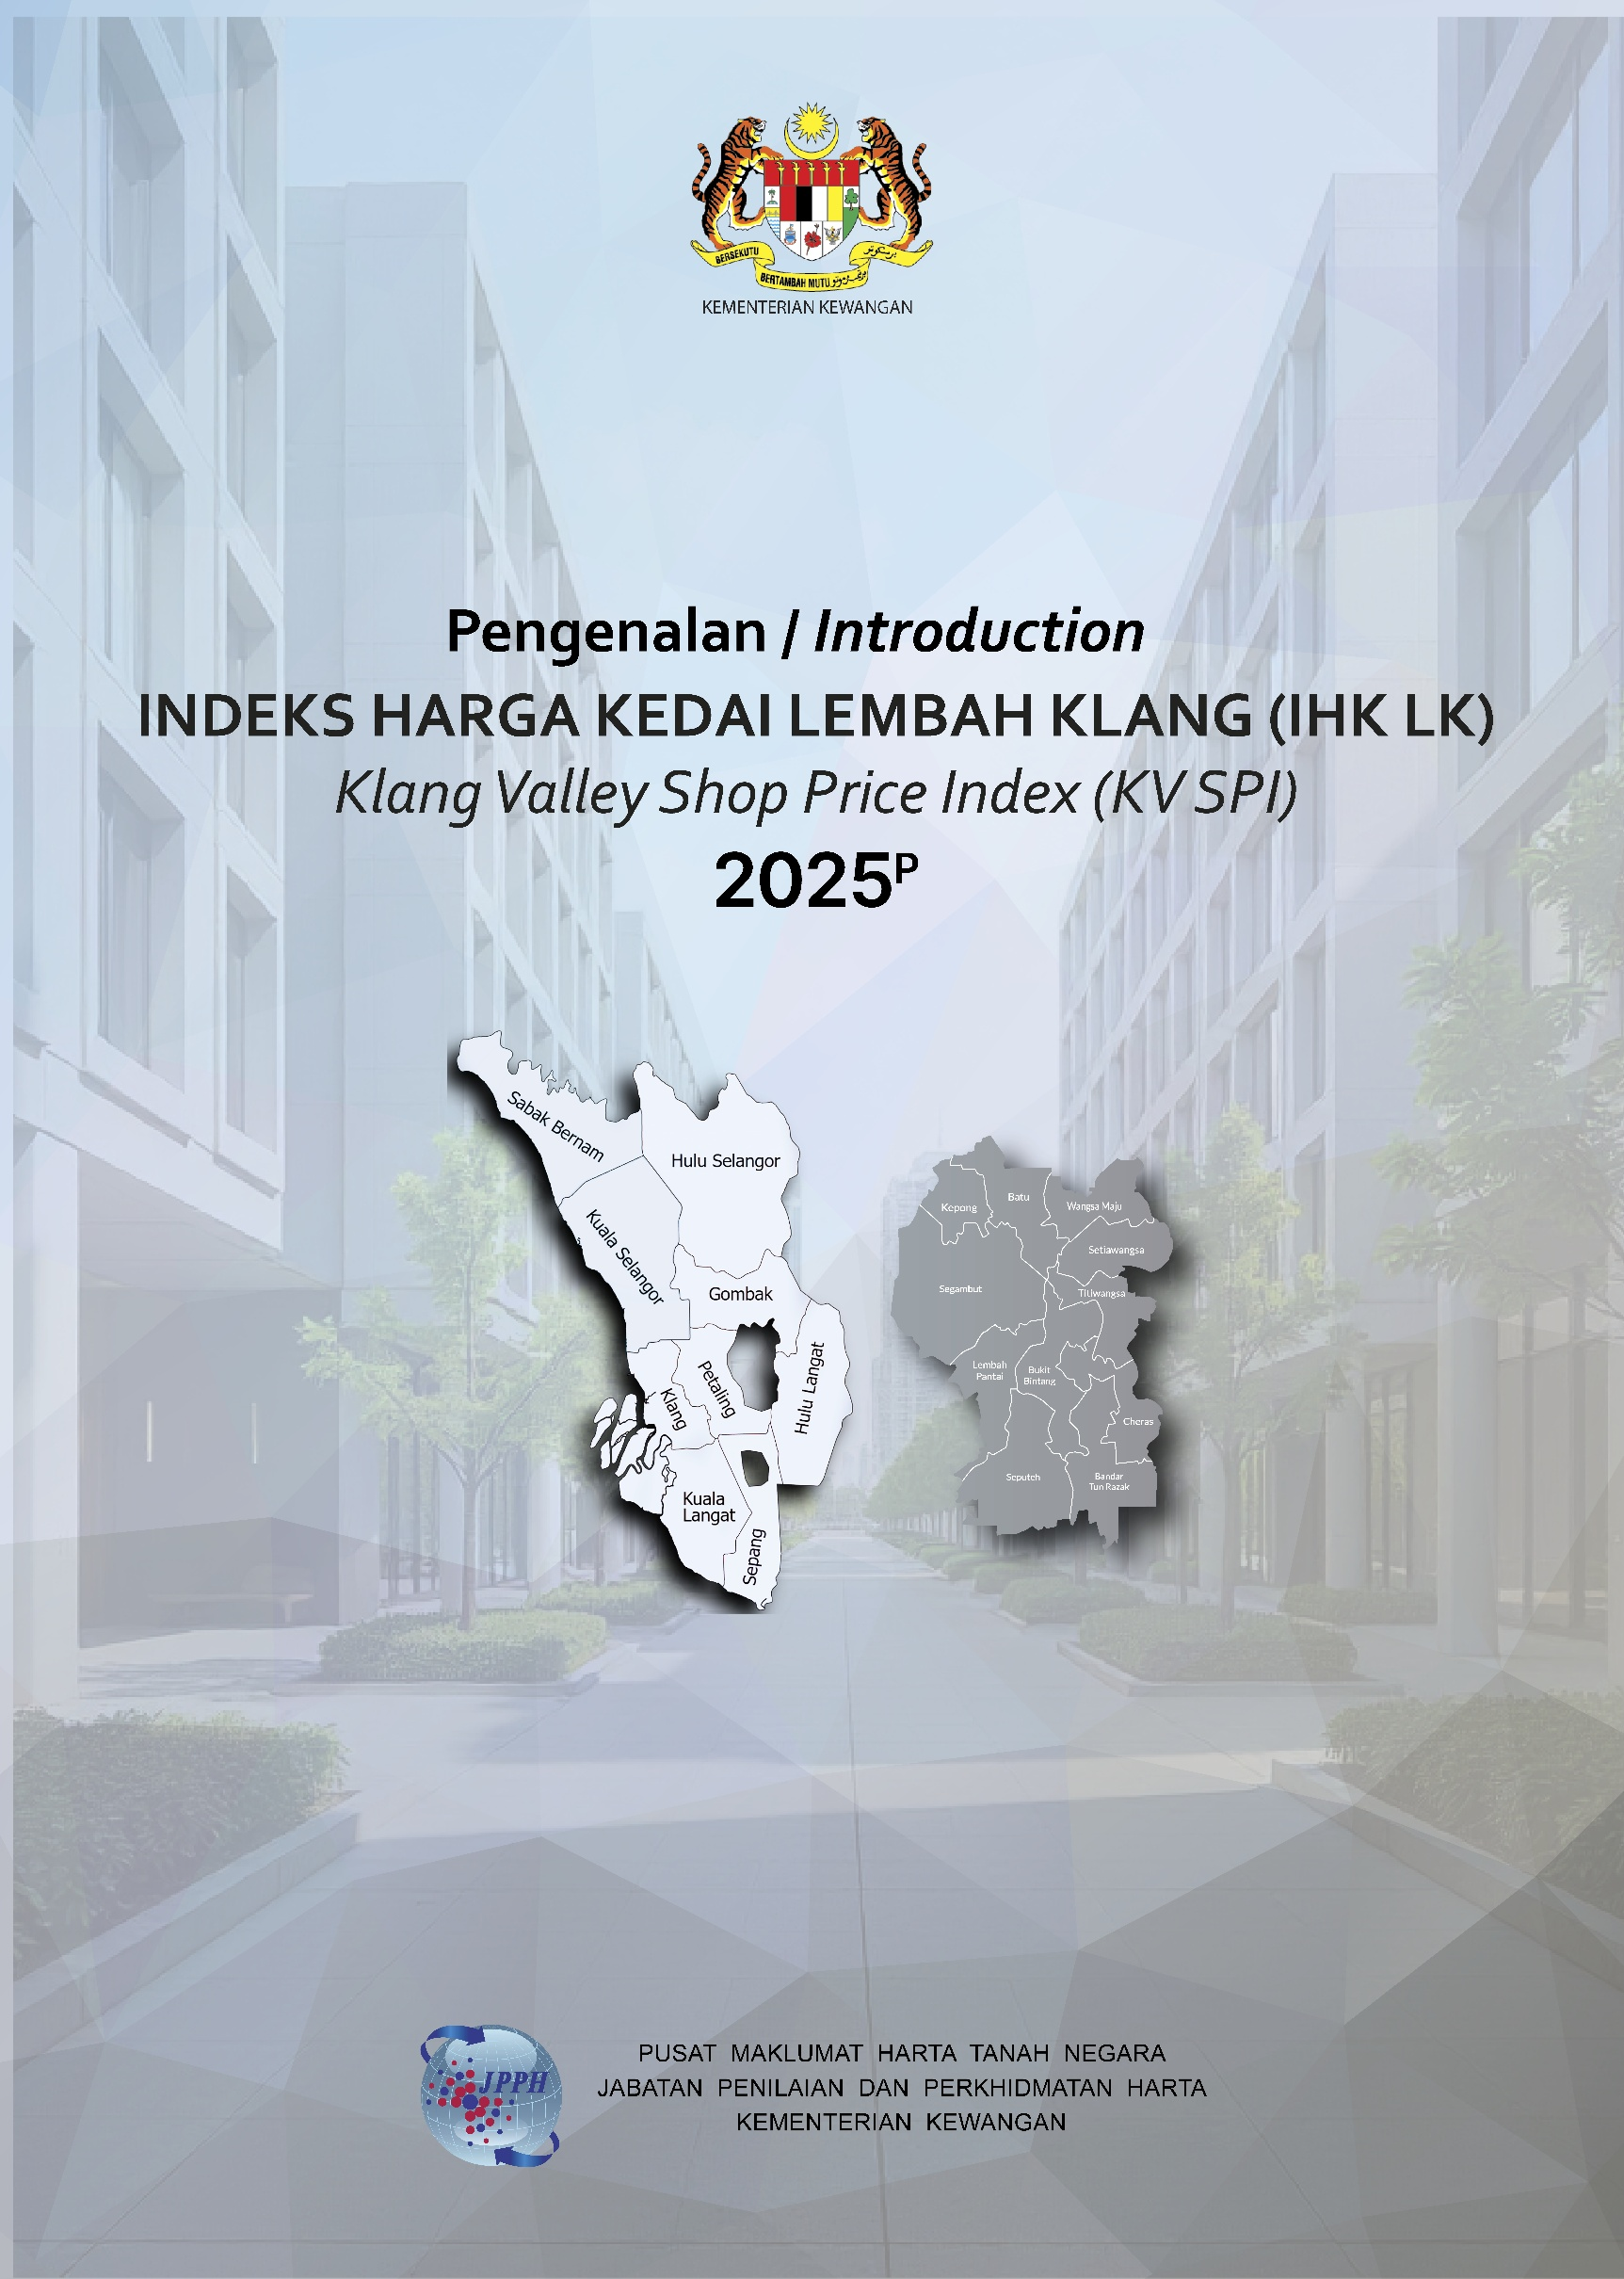 BERSEKUTU
BERTAMBAH MUTU
KEMENTERIAN KEWANGAN
Pengenalan / Introduction
INDEKS HARGA KEDAI LEMBAH KLANG (IHK LK)
Klang Valley Shop Price Index (KV SPI)
2025ᴾ
Sabak Bernam
Hulu Selangor
Kuala Selangor
Gombak
Petaling
Klang
Hulu Langat
Kuala
Langat
Sepang
Kepong
Batu
Wangsa Maju
Setiawangsa
Segambut
Titiwangsa
Lembah
Pantai
Bukit
Bintang
Cheras
Seputeh
Bandar
Tun Razak
JPPH
PUSAT MAKLUMAT HARTA TANAH NEGARA
JABATAN PENILAIAN DAN PERKHIDMATAN HARTA
KEMENTERIAN KEWANGAN